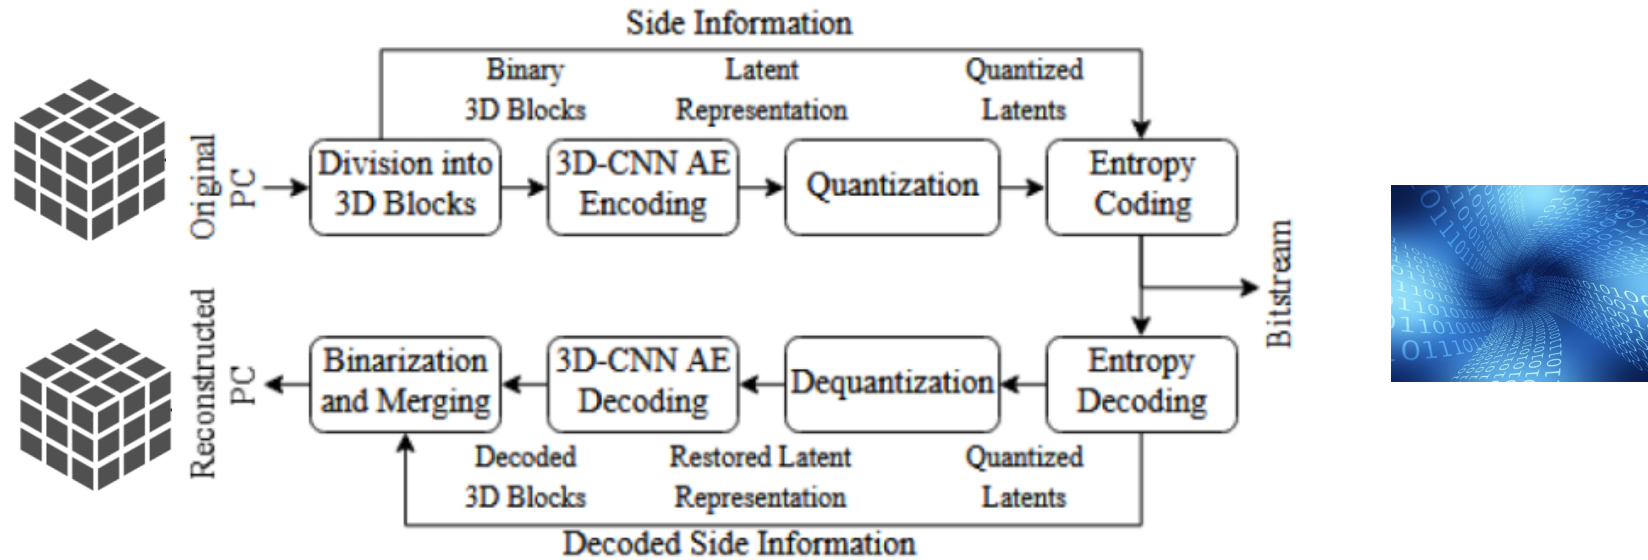 Side Information
Binary
3D Blocks
Latent
Representation
Quantized
Latents
Original
PC
Division into
3D Blocks
3D-CNN AE
Encoding
Quantization
Entropy
Coding
Bitstream
Reconstructed
PC
Binarization
and Merging
3D-CNN AE
Decoding
Dequantization
Entropy
Decoding
Decoded
3D Blocks
Restored Latent
Representation
Quantized
Latents
Decoded Side Information